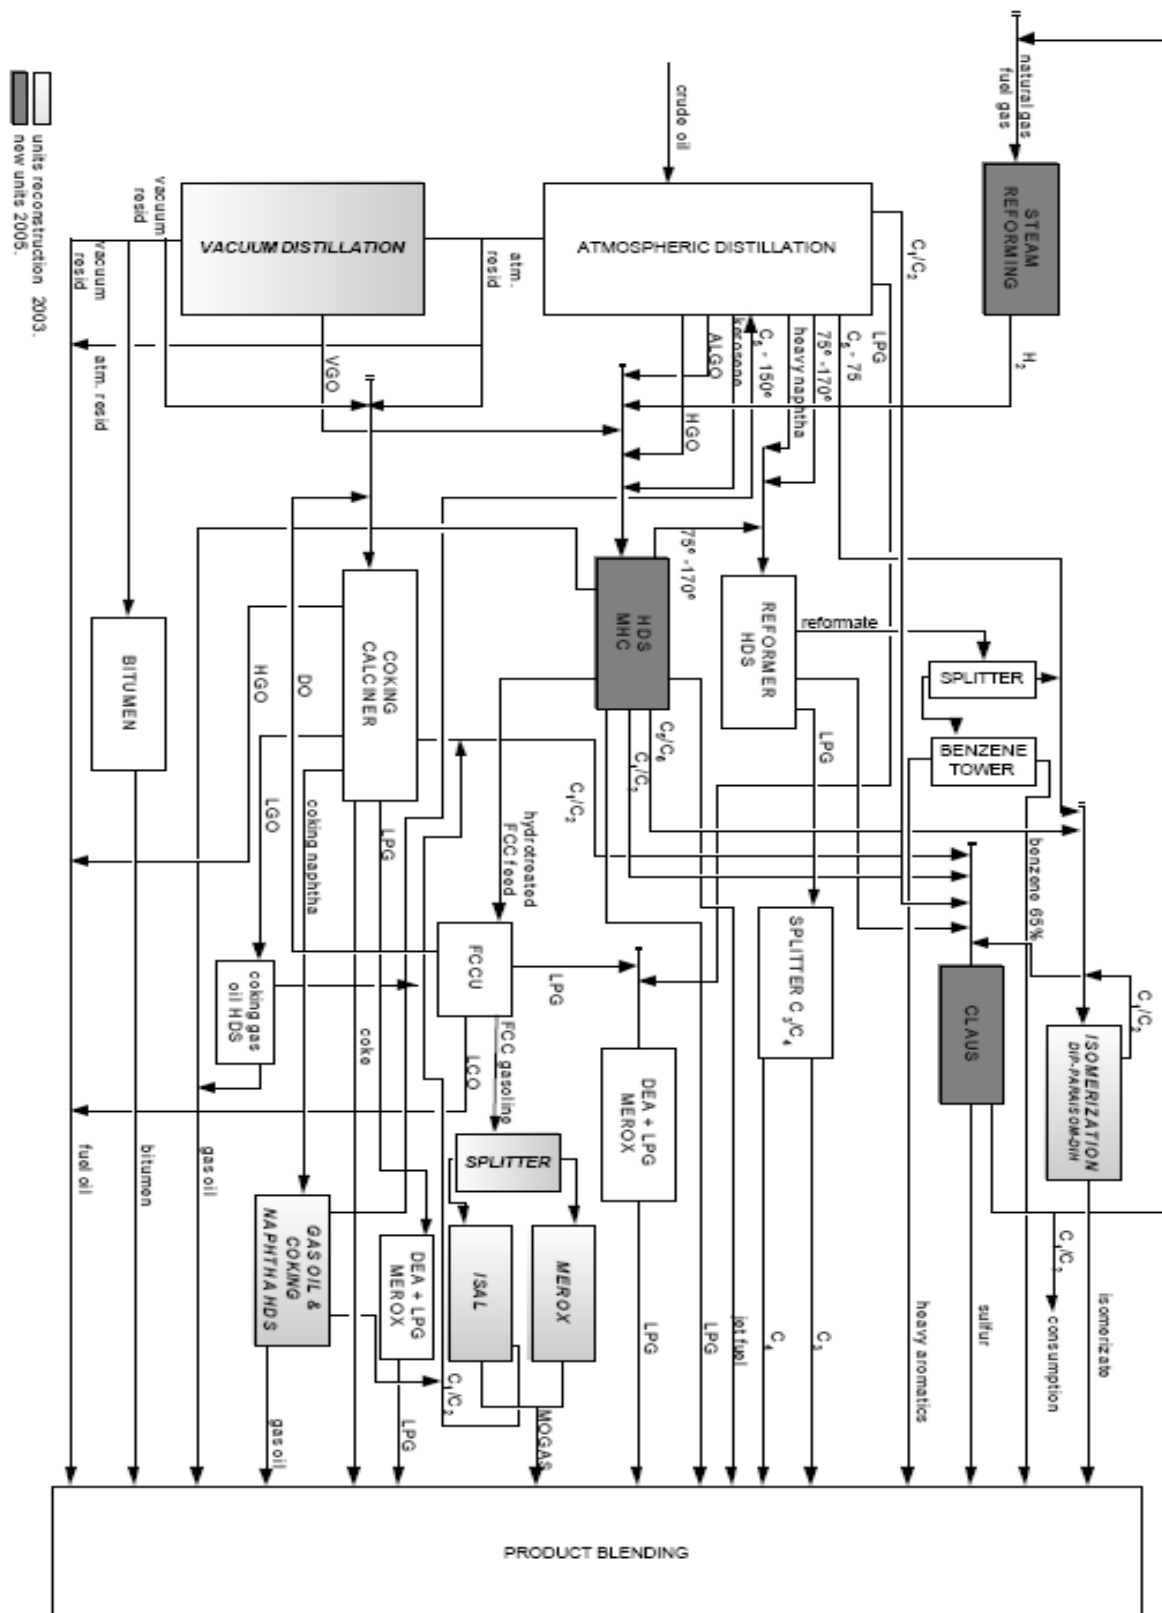 natural gas
fuel gas
crude oil
units reconstruction 2003.
new units 2005.
STEAM
REFORMING
vacuum
resid
VACUUM DISTILLATION
atm.
resid
ATMOSPHERIC DISTILLATION
C₁/C₂
vacuum
resid
atm. resid
VGO
HGO
ALGO
kerosene
C₅ - 150º
heavy naphtha
75º -170º
C₅ - 75
LPG
H₂
75º -170º
BITUMEN
HGO
DO
COKING
CALCINER
HDS
MHC
REFORMER
HDS
reformate
SPLITTER
BENZENE
TOWER
LGO
coking naphtha
LPG
hydrotreated
FCC feed
C₁/C₂
C₁/C₂
C₅/C₆
LPG
benzene 65%
coking gas
oil HDS
coke
FCCU
LPG
LCO
FCC gasoline
SPLITTER C₃/C₄
CLAUS
C₁/C₂
ISOMERIZATION
DIP-PARAISOM-DIH
DEA + LPG
MEROX
SPLITTER
fuel oil
bitumen
gas oil
GAS OIL &
COKING
NAPHTHA HDS
DEA + LPG
MEROX
ISAL
MEROX
C₁/C₂
consumption
isomerizate
sulfur
heavy aromatics
C₃
C₄
jet fuel
LPG
LPG
MOGAS
C₁/C₂
LPG
gas oil
PRODUCT BLENDING